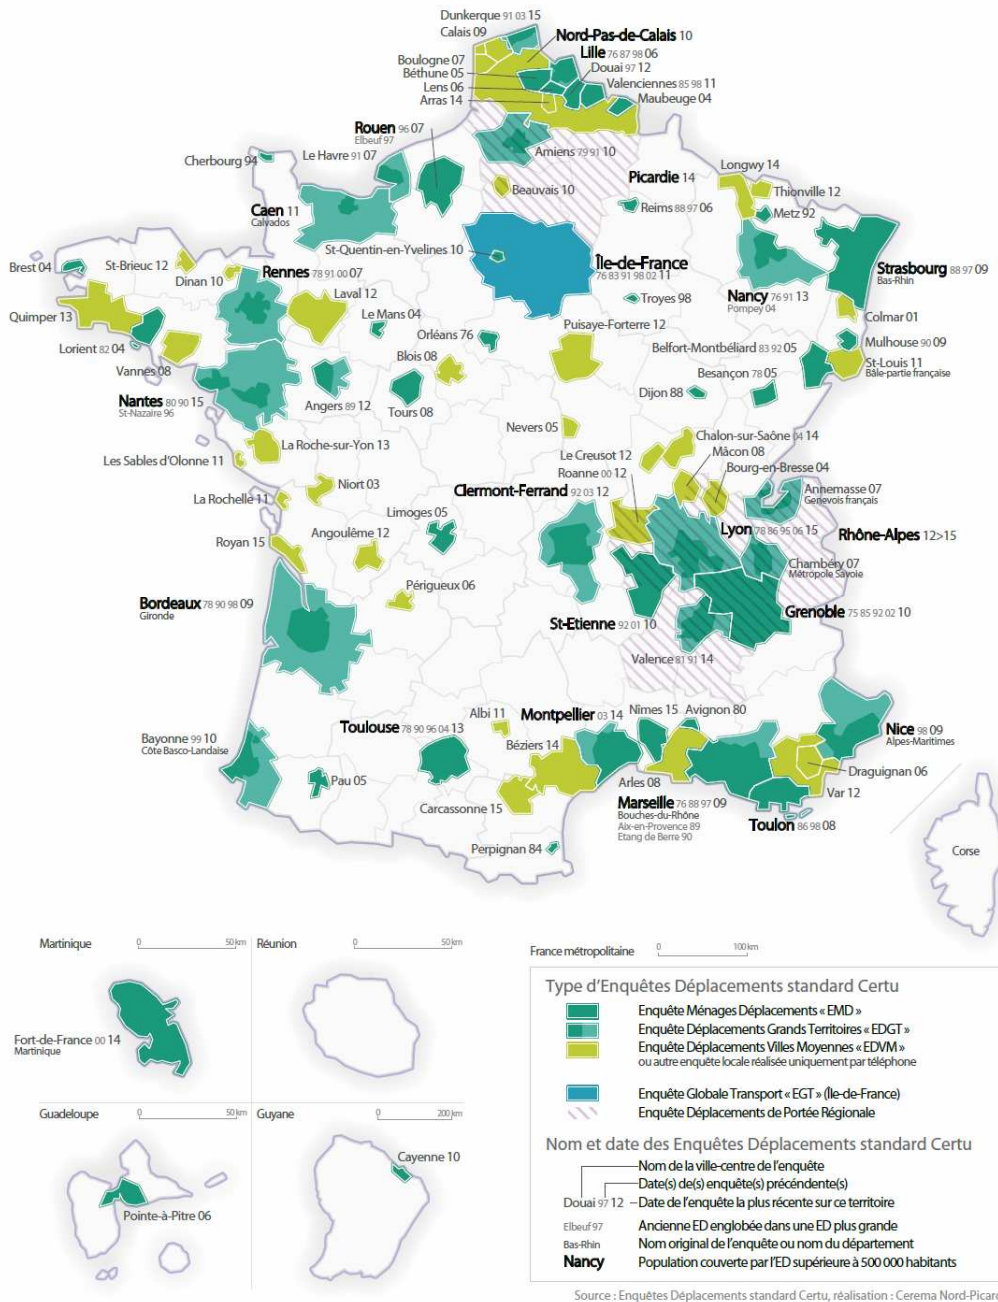 Dunkerque 91 03 15
Calais 09
Nord-Pas-de-Calais 10
Lille 76 87 98 06
Boulogne 07
Douai 97 12
Béthune 05
Valenciennes 85 98 11
Lens 06
Maubeuge 04
Arras 14
Rouen 96 07
Elbeuf 97
Le Havre 91 07
Amiens 79 91 10
Cherbourg 94
Longwy 14
Picardie 14
Thionville 12
Beauvais 10
Reims 88 97 06
Metz 92
Caen 11
Calvados
St-Quentin-en-Yvelines 10
Île-de-France
76 83 91 98 02 11
Brest 04
St-Brieuc 12
Dinan 10
Rennes 78 91 00 07
Strasbourg 88 97 09
Bas-Rhin
Laval 12
Troyes 98
Nancy 76 91 13
Pompey 04
Quimper 13
Le Mans 04
Colmar 01
Orléans 76
Puisaye-Forterre 12
Mulhouse 90 09
Lorient 82 04
Belfort-Montbéliard 83 92 05
St-Louis 11
Bâle-partie française
Blois 08
Besançon 78 05
Vannes 08
Dijon 88
Nantes 80 90 15
St-Nazaire 96
Angers 89 12
Tours 08
Nevers 05
Chalon-sur-Saône 04 14
La Roche-sur-Yon 13
Mâcon 08
Les Sables d'Olonne 11
Le Creusot 12
Bourg-en-Bresse 04
Roanne 00 12
Niort 03
Clermont-Ferrand 92 03 12
Annemasse 07
Genevois français
La Rochelle 11
Limoges 05
Lyon 78 86 95 06 15
Rhône-Alpes 12>15
Angoulême 12
Royan 15
Chambéry 07
Métropole Savoie
Périgueux 06
Bordeaux 78 90 98 09
Gironde
Grenoble 75 85 92 02 10
St-Etienne 92 01 10
Valence 81 91 14
Albi 11
Montpellier 03 14
Nîmes 15
Avignon 80
Toulouse 78 90 96 04 13
Nice 98 09
Alpes-Maritimes
Bayonne 99 10
Côte Basco-Landaise
Béziers 14
Draguignan 06
Pau 05
Arles 08
Var 12
Carcassonne 15
Marseille 76 88 97 09
Bouches-du-Rhône
Aix-en-Provence 89
Etang de Berre 90
Toulon 86 98 08
Perpignan 84
Corse
Martinique
0 50 km
Réunion
0 50 km
Fort-de-France 00 14
Martinique
Guadeloupe
0 50 km
Guyane
0 200 km
Cayenne 10
Pointe-à-Pitre 06
France métropolitaine
0 100 km
Type d'Enquêtes Déplacements standard Certu
Enquête Ménages Déplacements « EMD »
Enquête Déplacements Grands Territoires « EDGT »
Enquête Déplacements Villes Moyennes « EDVM »
ou autre enquête locale réalisée uniquement par téléphone
Enquête Globale Transport « EGT » (Île-de-France)
Enquête Déplacements de Portée Régionale
Nom et date des Enquêtes Déplacements standard Certu
Nom de la ville-centre de l'enquête
Date(s) de(s) enquête(s) précéndente(s)
Douai 97 12 Date de l'enquête la plus récente sur ce territoire
Elbeuf 97 Ancienne ED englobée dans une ED plus grande
Bas-Rhin Nom original de l'enquête ou nom du département
Nancy Population couverte par l'ED supérieure à 500 000 habitants
Source : Enquêtes Déplacements standard Certu, réalisation : Cerema Nord-Picar